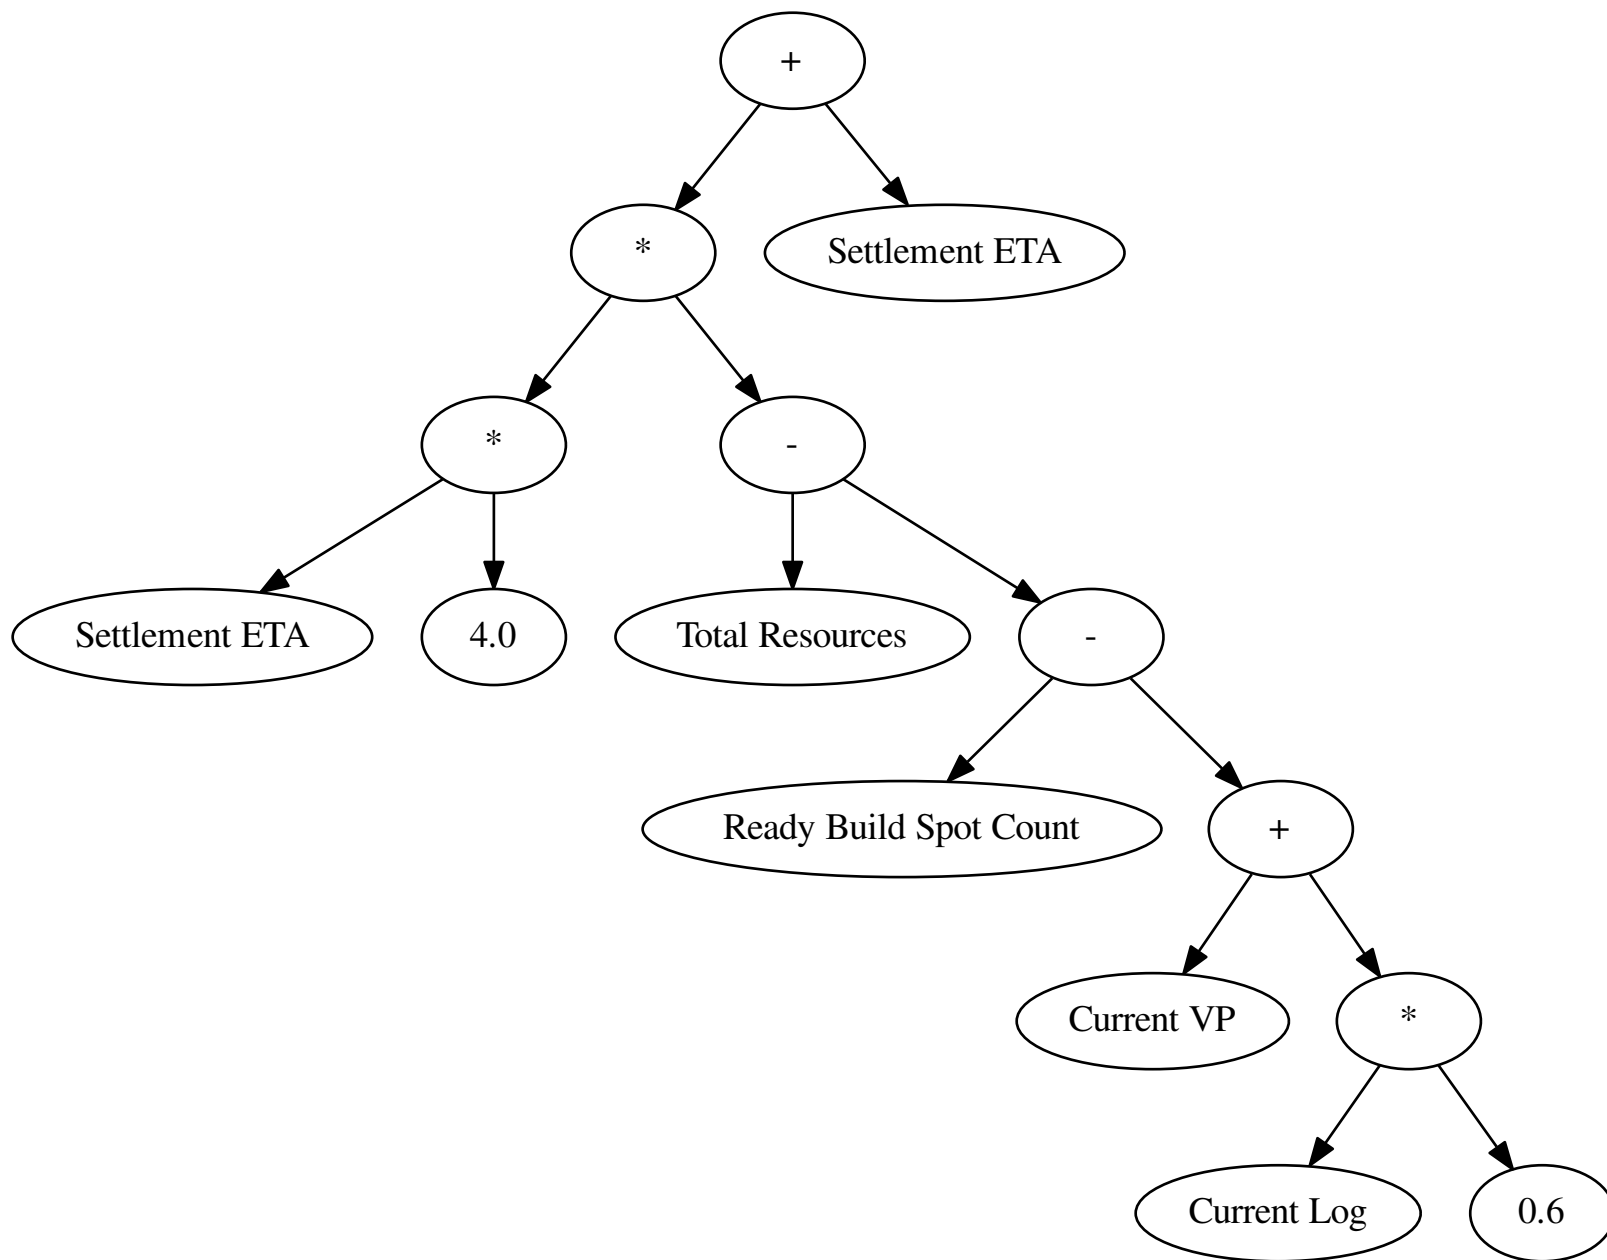 +
*
Settlement ETA
*
-
Settlement ETA
4.0
Total Resources
-
Ready Build Spot Count
+
Current VP
*
Current Log
0.6